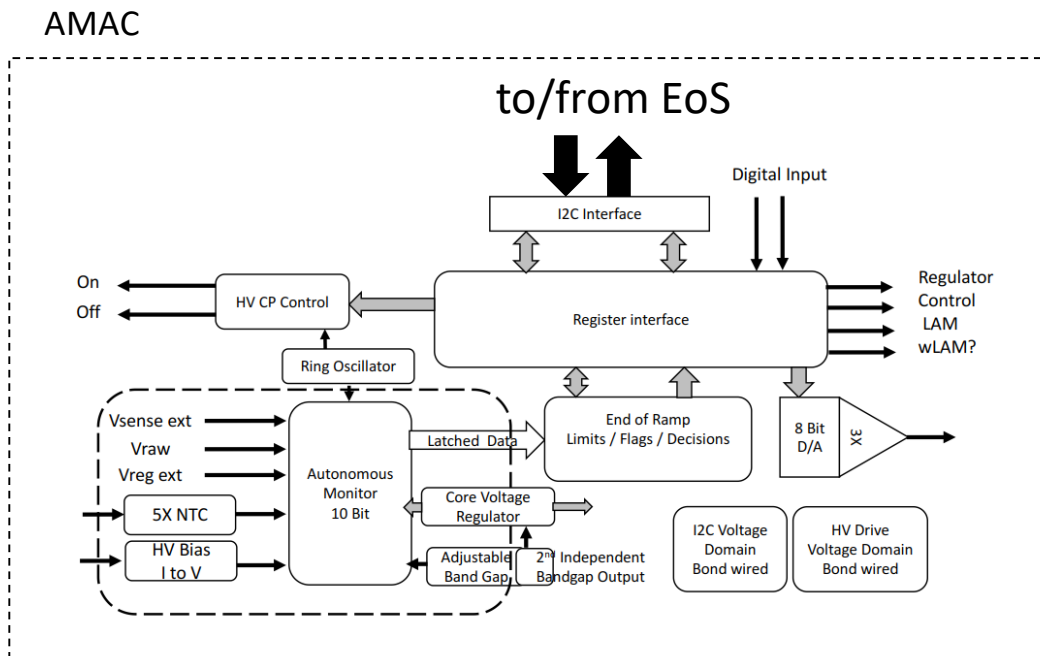 AMAC
to/from EoS
Digital Input
I2C Interface
On
Off
HV CP Control
Register interface
Regulator
Control
LAM
wLAM?
Ring Oscillator
Vsense ext
Vraw
Vreg ext
5X NTC
HV Bias
I to V
Autonomous
Monitor
10 Bit
Latched Data
End of Ramp
Limits / Flags / Decisions
8 Bit
D/A
3X
Core Voltage
Regulator
Adjustable
Band Gap
2nd Independent
Bandgap Output
I2C Voltage
Domain
Bond wired
HV Drive
Voltage Domain
Bond wired